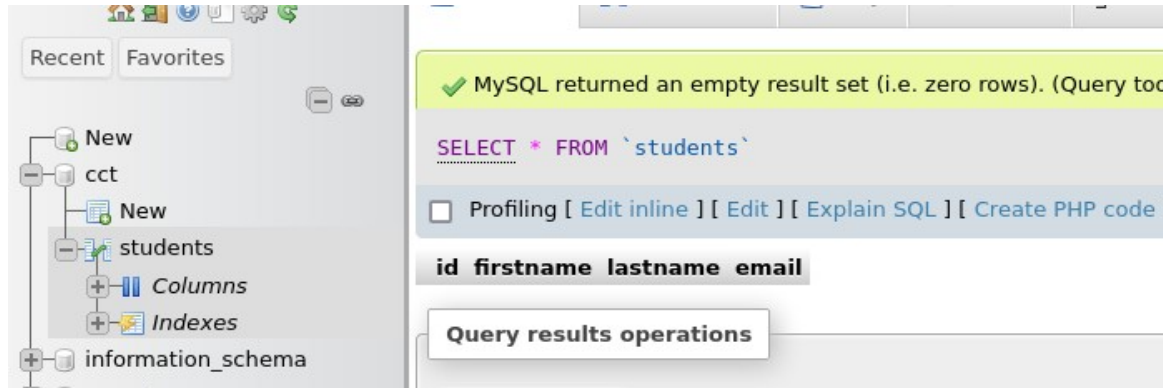 Recent Favorites
New
cct
New
students
Columns
Indexes
information_schema
MySQL returned an empty result set (i.e. zero rows). (Query
SELECT * FROM `students`
Profiling [ Edit inline ] [ Edit ] [ Explain SQL ] [ Create PHP code
id firstname lastname email
Query results operations